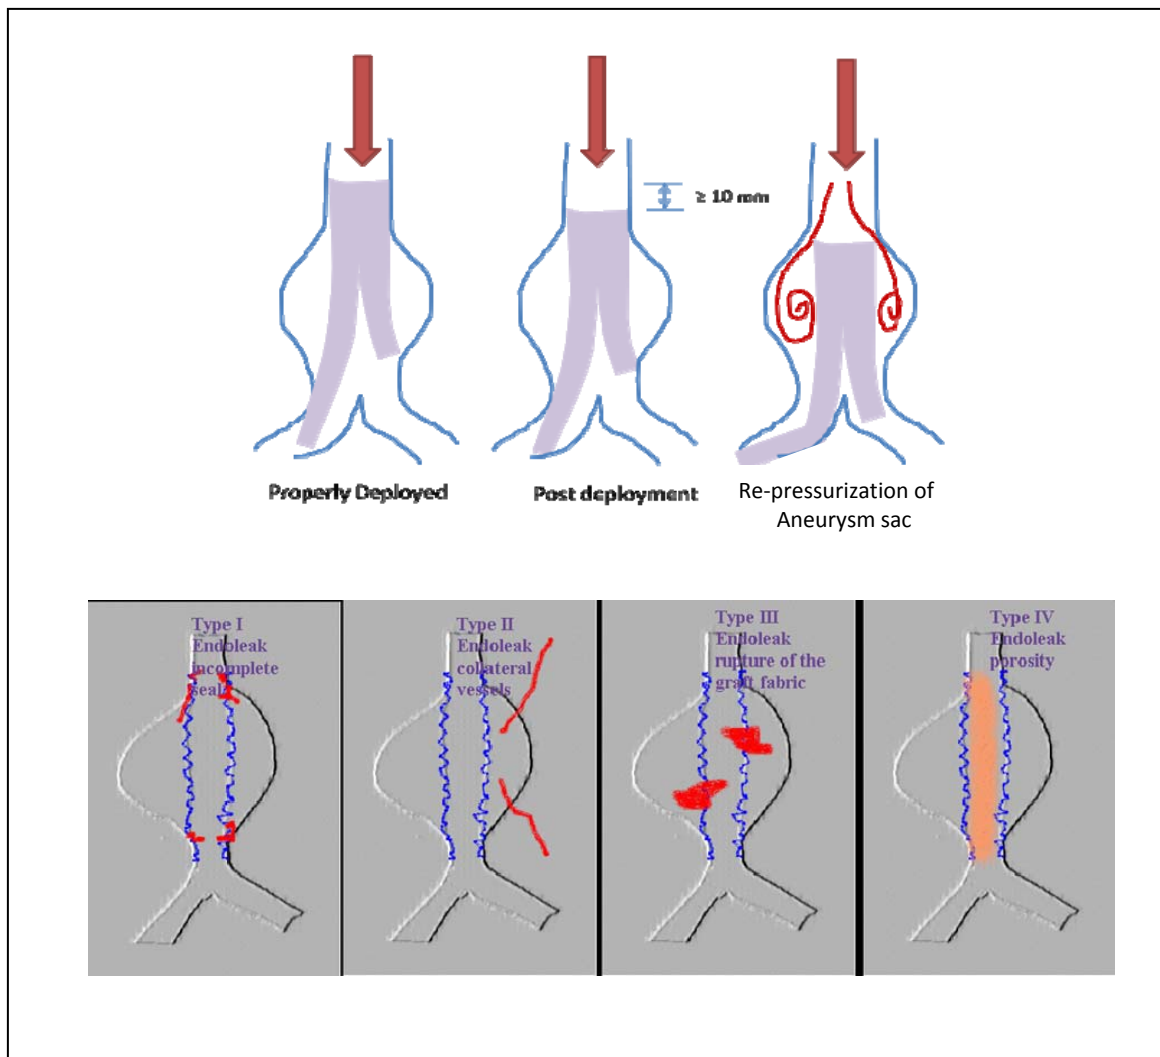 ≥ 10 mm
Properly Deployed
Post deployment
Re-pressurization of
Aneurysm sac
Type I
Endoleak
incomplete
seal
Type II
Endoleak
collateral
vessels
Type III
Endoleak
rupture of the
graft fabric
Type IV
Endoleak
porosity